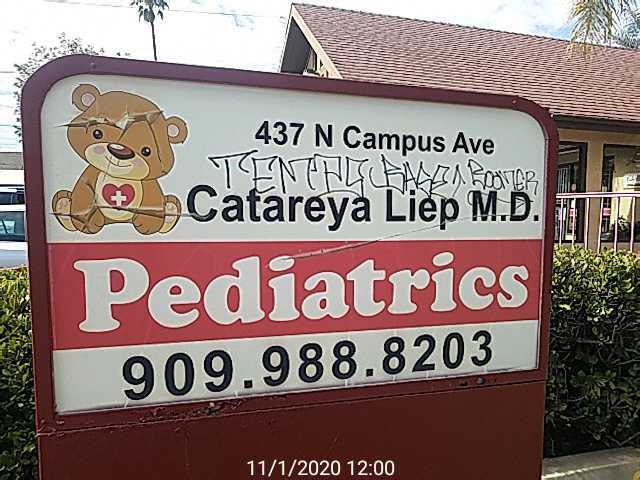 437 N Campus Ave
Catareya Liep M.D.
Pediatrics
909.988.8203
11/1/2020 12:00